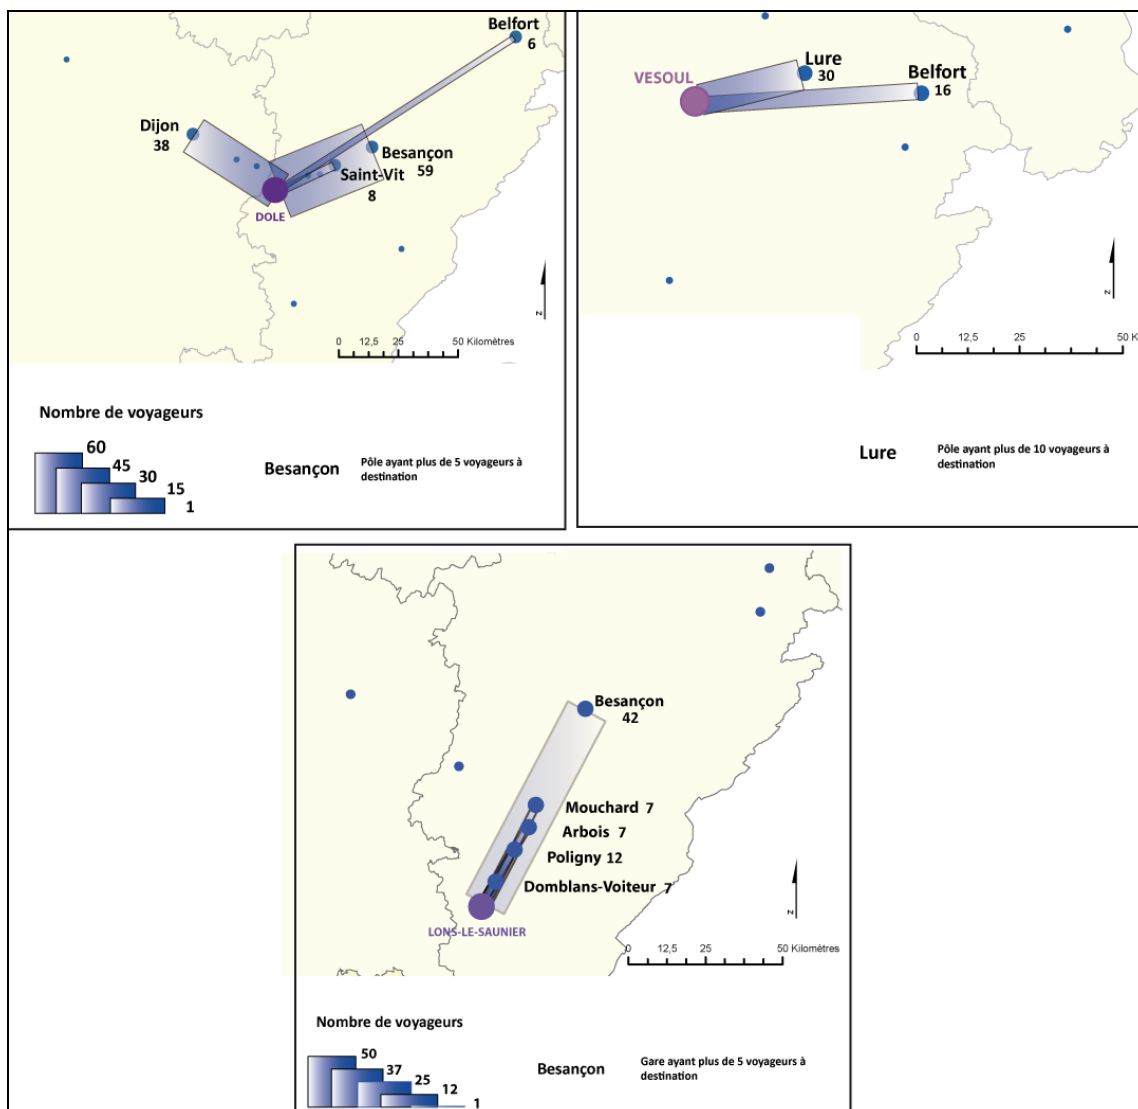 Belfort
6
Dijon
38
Besançon
59
Saint-Vit
8
DOLE
N
0 12,5 25 50 Kilomètres
Nombre de voyageurs
60
45
30
15
1
Besançon
Pôle ayant plus de 5 voyageurs à
destination
VESOUL
Lure
30
Belfort
16
N
0 12,5 25 50 K
Lure
Pôle ayant plus de 10 voyageurs à
destination
Besançon
42
Mouchard 7
Arbois 7
Poligny 12
Domblans-Voiteur 7
LONS-LE-SAUNIER
N
0 12,5 25 50 Kilomètres
Nombre de voyageurs
50
37
25
12
1
Besançon
Gare ayant plus de 5 voyageurs à
destination